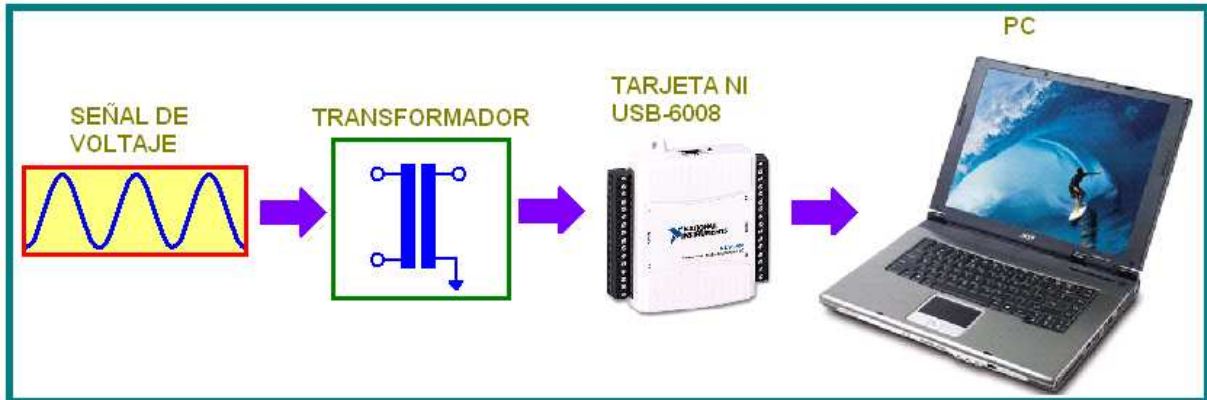 SEÑAL DE
VOLTAJE
TRANSFORMADOR
TARJETA NI
USB-6008
NATIONAL
INSTRUMENTS
PC